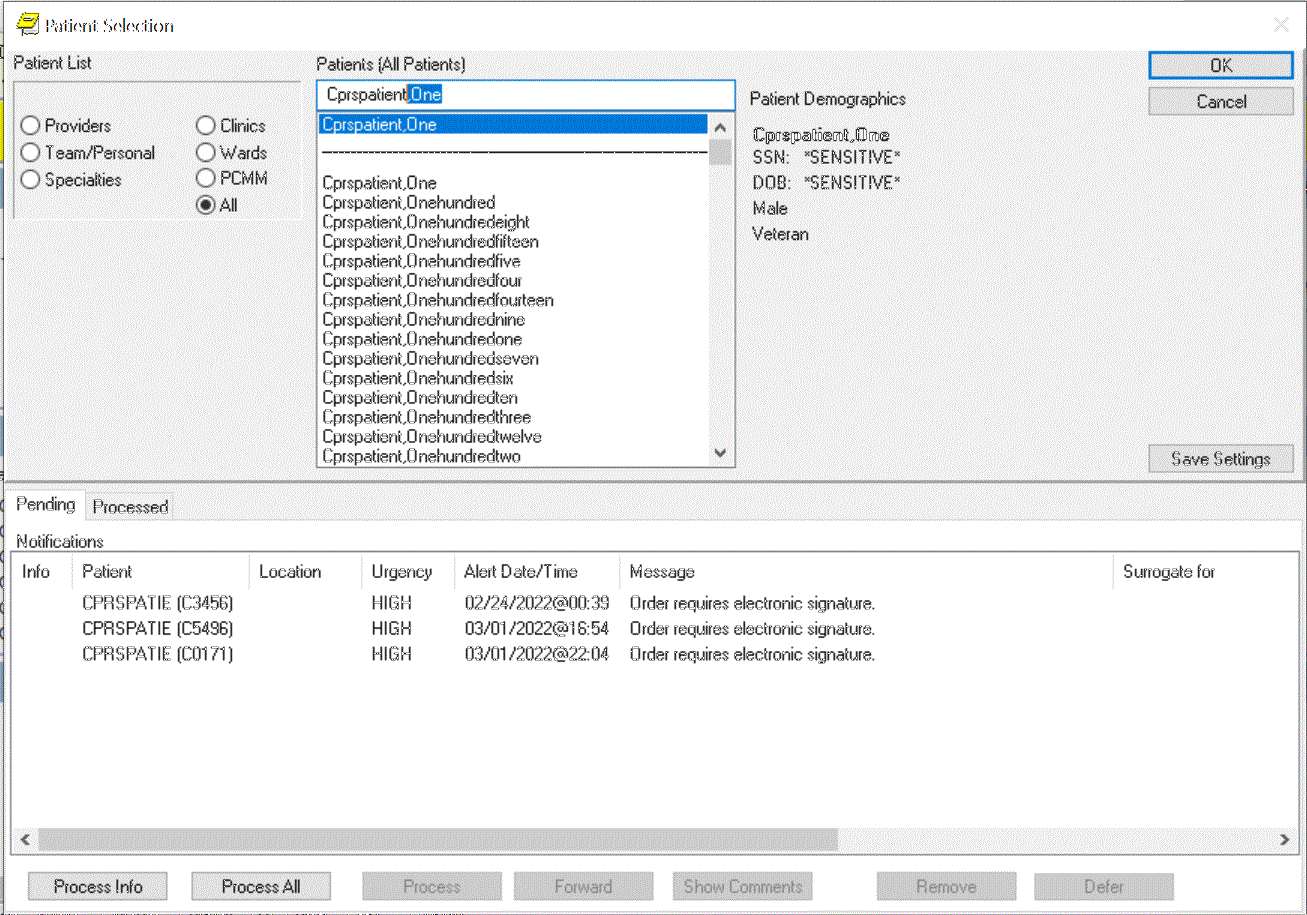 Patient Selection
Patient List
Providers
Team/Personal
Specialties
Clinics
Wards
PCMM
All
Patients (All Patients)
Cprspatient,One
Cprspatient,One
Cprspatient,One
Cprspatient,Onehundred
Cprspatient,Onehundredeight
Cprspatient,Onehundredfifteen
Cprspatient,Onehundredfive
Cprspatient,Onehundredfour
Cprspatient,Onehundredfourteen
Cprspatient,Onehundrednine
Cprspatient,Onehundredone
Cprspatient,Onehundredseven
Cprspatient,Onehundredsix
Cprspatient,Onehundredten
Cprspatient,Onehundredthree
Cprspatient,Onehundredtwelve
Cprspatient,Onehundredtwo
Patient Demographics
Cprspatient,One
SSN: *SENSITIVE*
DOB: *SENSITIVE*
Male
Veteran
OK
Cancel
Save Settings
Pending Processed
Notifications
Info Patient Location Urgency Alert Date/Time Message Surrogate for
CPRSPATIE (C3456) HIGH 02/24/2022@00:39 Order requires electronic signature.
CPRSPATIE (C5496) HIGH 03/01/2022@16:54 Order requires electronic signature.
CPRSPATIE (C0171) HIGH 03/01/2022@22:04 Order requires electronic signature.
Process Info Process All Process Forward Show Comments Remove Defer